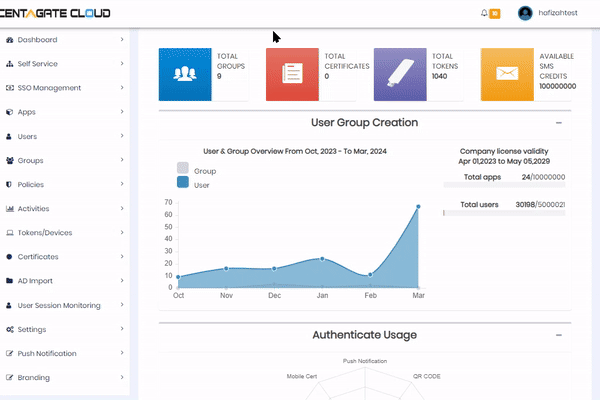 CENTAGATE CLOUD
hafizahtest
Dashboard
Self Service
SSO Management
Apps
Users
Groups
Policies
Activities
Tokens/Devices
Certificates
AD Import
User Session Monitoring
Settings
Push Notification
Branding
TOTAL
GROUPS
9
TOTAL
CERTIFICATES
0
TOTAL
TOKENS
1040
AVAILABLE
SMS
CREDITS
100000000
User Group Creation
User & Group Overview From Oct, 2023 - To Mar, 2024
Group
User
70
60
50
40
30
20
10
0
Oct Nov Dec Jan Feb Mar
Company license validity
Apr 01,2023 to May 05,2029
Total apps 24/10000000
Total users 30198/5000021
Authenticate Usage
Push Notification
Mobile Cert
QR CODE